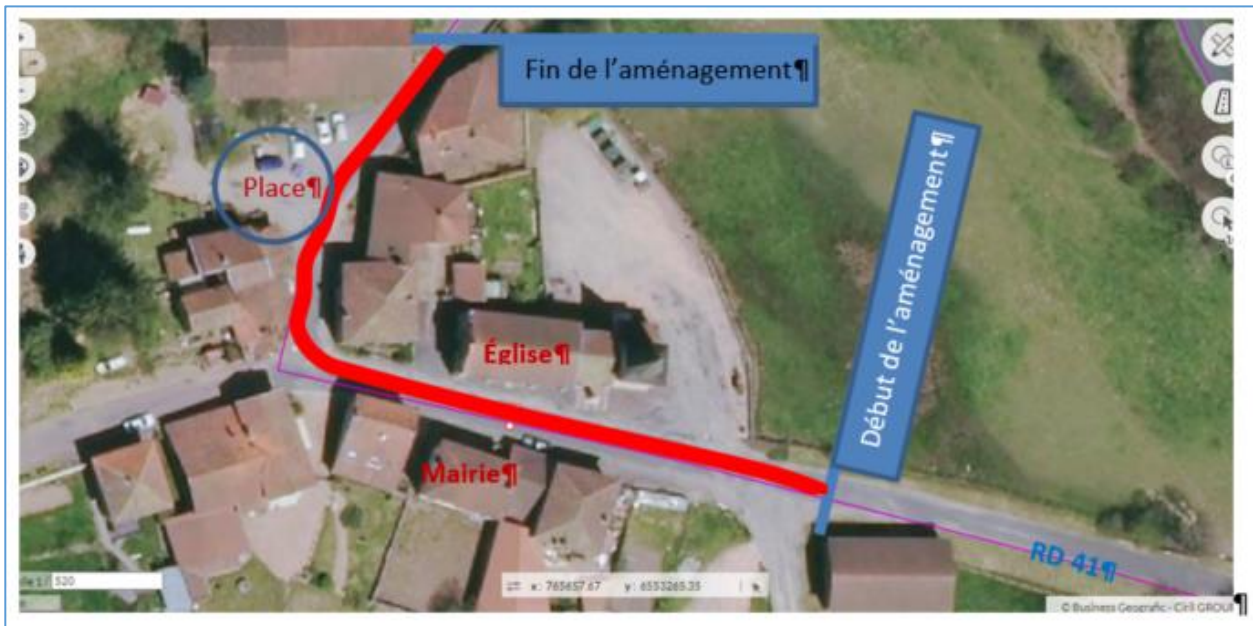 Fin de l’aménagement¶
Début de l’aménagement¶
Place¶
Église¶
Mairie¶
RD 41¶
520
x: 765657.67 y: 6553265.35
© Business Geografic - Ciril GROUP¶